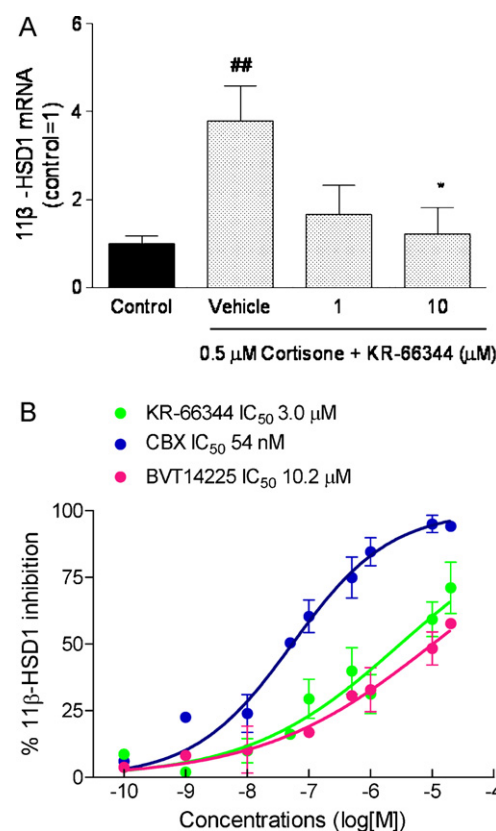 A
11β -HSD1 mRNA
(control=1)
6
4
2
0
##
*
Control Vehicle 1 10
0.5 μM Cortisone + KR-66344 (μM)
B
KR-66344 IC50 3.0 μM
CBX IC50 54 nM
BVT14225 IC50 10.2 μM
% 11β-HSD1 inhibition
100
75
50
25
0
-10 -9 -8 -7 -6 -5 -4
Concentrations (log[M])